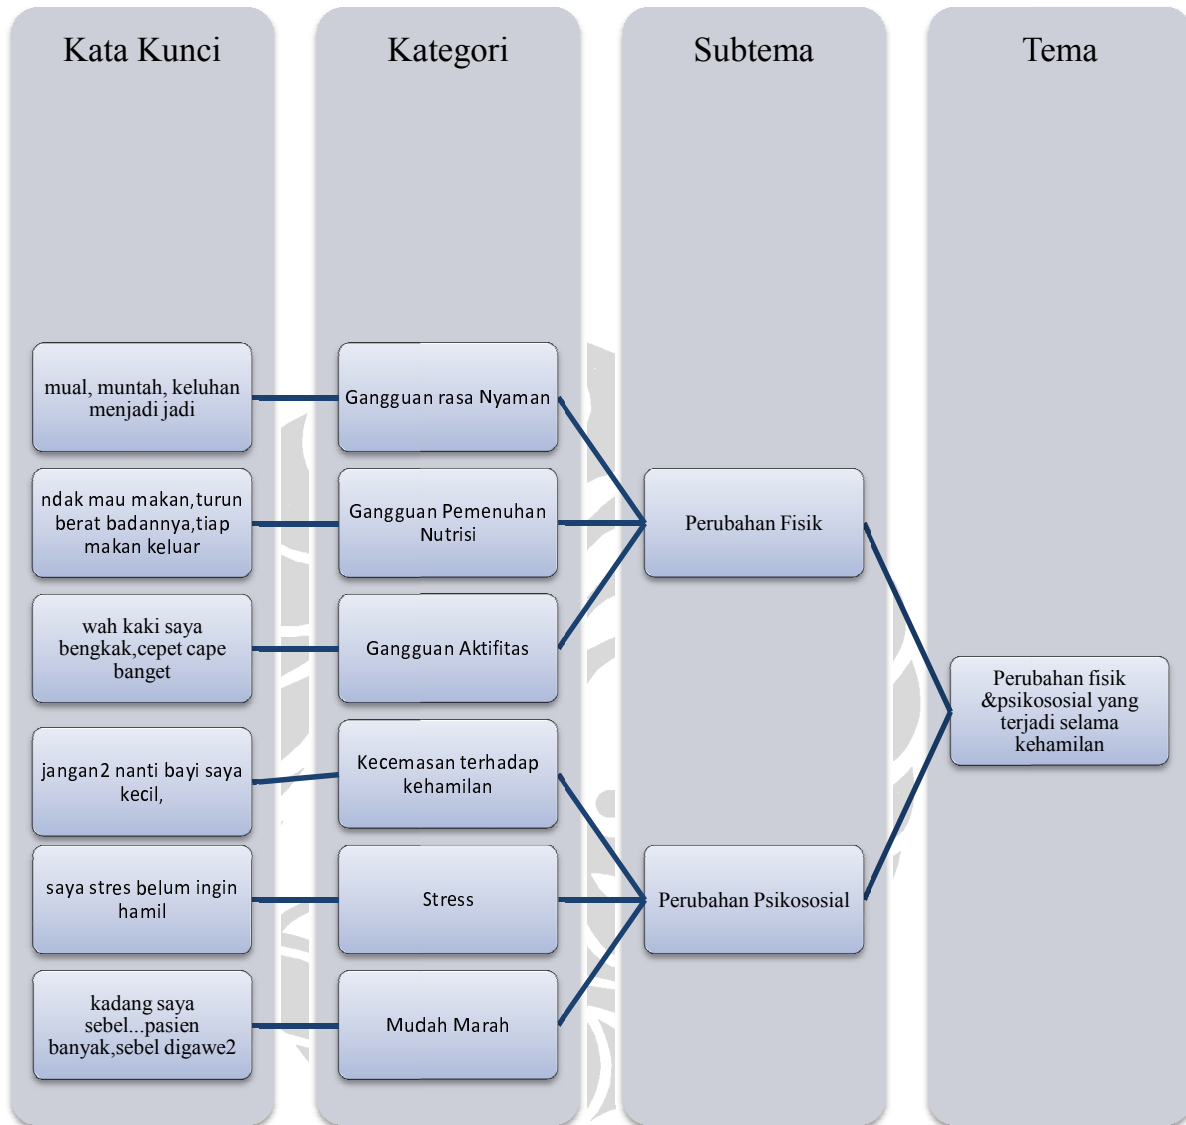 Kata Kunci
Kategori
Subtema
Tema
mual, muntah, keluhan
menjadi jadi
Gangguan rasa Nyaman
ndak mau makan,turun
berat badannya,tiap
makan keluar
Gangguan Pemenuhan
Nutrisi
Perubahan Fisik
wah kaki saya
bengkak,cepet cape
banget
Gangguan Aktifitas
jangan2 nanti bayi saya
kecil,
Kecemasan terhadap
kehamilan
saya stres belum ingin
hamil
Stress
Perubahan Psikososial
kadang saya
sebel...pasien
banyak,sebel digawe2
Mudah Marah
Perubahan fisik
&psikososial yang
terjadi selama
kehamilan